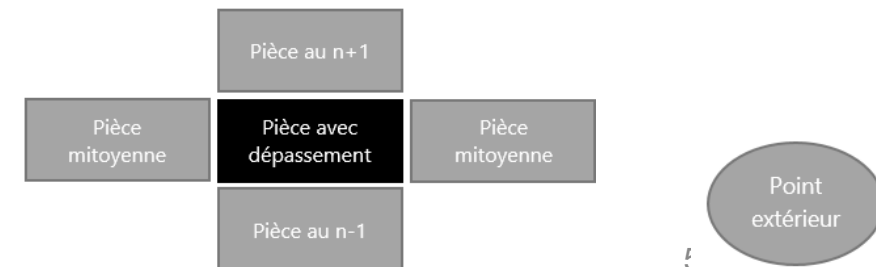 Pièce au n+1
Pièce
mitoyenne
Pièce avec
dépassement
Pièce
mitoyenne
Point
extérieur
Pièce au n-1